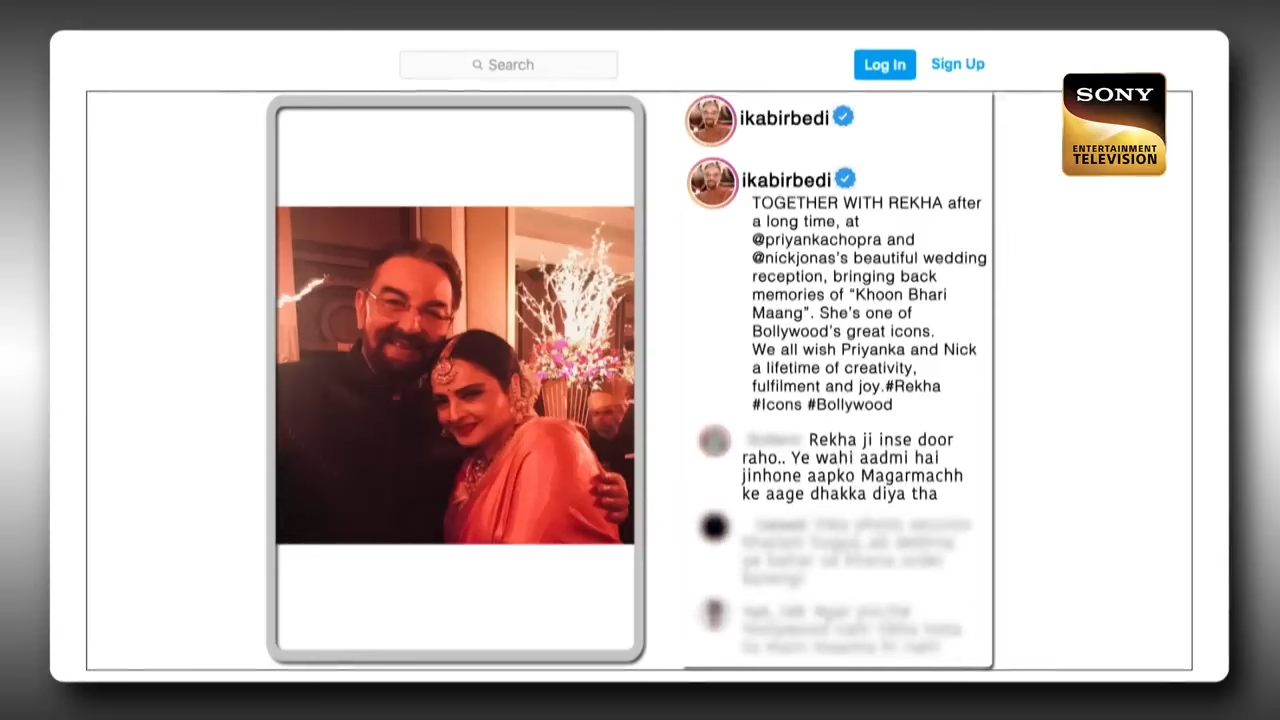 Search
Log In
Sign Up
SONY
ENTERTAINMENT
TELEVISION
ikabirbedi
ikabirbedi
TOGETHER WITH REKHA after
a long time, at
@priyankachopra and
@nickjonas's beautiful wedding
reception, bringing back
memories of “Khoon Bhari
Maang”. She's one of
Bollywood's great icons.
We all wish Priyanka and Nick
a lifetime of creativity,
fulfilment and joy.#Rekha
#Icons #Bollywood
Rekha ji inse door
raho.. Ye wahi aadmi hai
jinhone aapko Magarmachh
ke aage dhakka diya tha